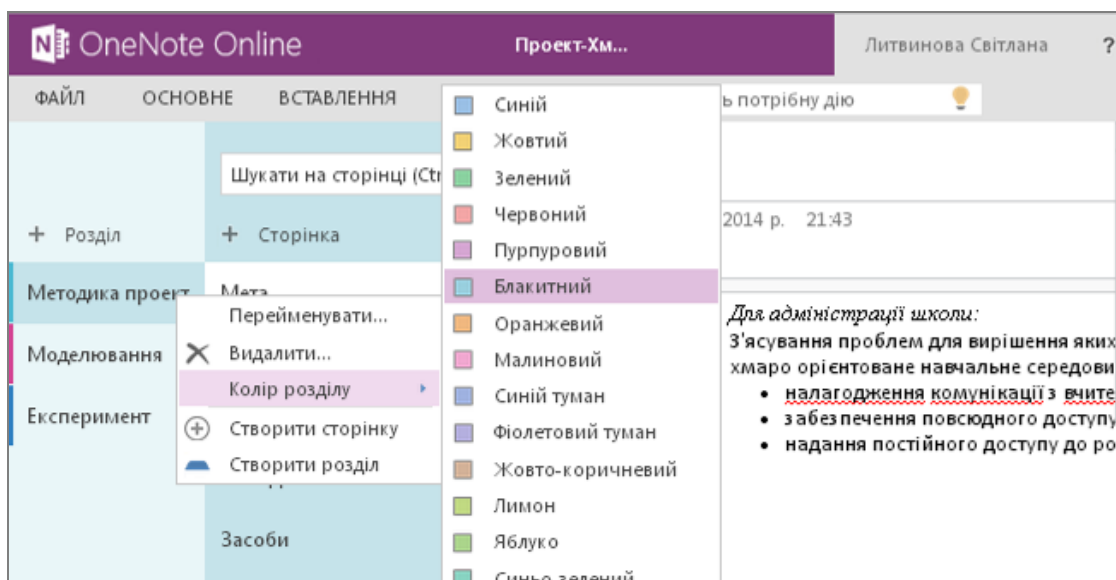 OneNote Online
Проект-Хм...
Литвинова Світлана
?
ФАЙЛ ОСНОВНЕ ВСТАВЛЕННЯ
ь потрібну дію
Шукати на сторінці (Ctr
+ Розділ
+ Сторінка
Методика проект
Моделювання
Експеримент
Мета
Засоби
Перейменувати...
Видалити...
Колір розділу
Створити сторінку
Створити розділ
Синій
Жовтий
Зелений
Червоний
Пурпуровий
Блакитний
Оранжевий
Малиновий
Синій туман
Фіолетовий туман
Жовто-коричневий
Лимон
Яблуко
Синьо-зелений
2014 р. 21:43
Для адміністрації школи:
З'ясування проблем для вирішення яких
хмаро орієнтоване навчальне середови
• налагодження комунікації з вчите
• забезпечення повсюдного доступу
• надання постійного доступу до ро